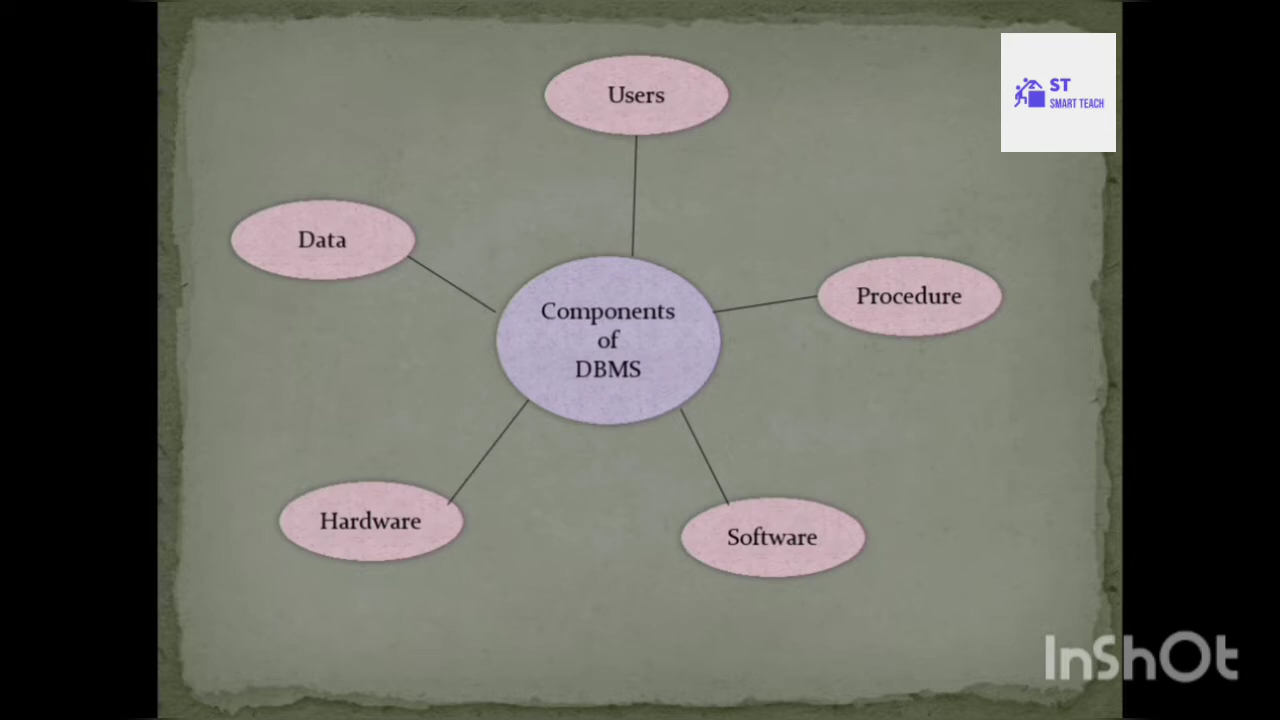 Users
ST
SMART TEACH
Data
Procedure
Components
of
DBMS
Hardware
Software
InShOt